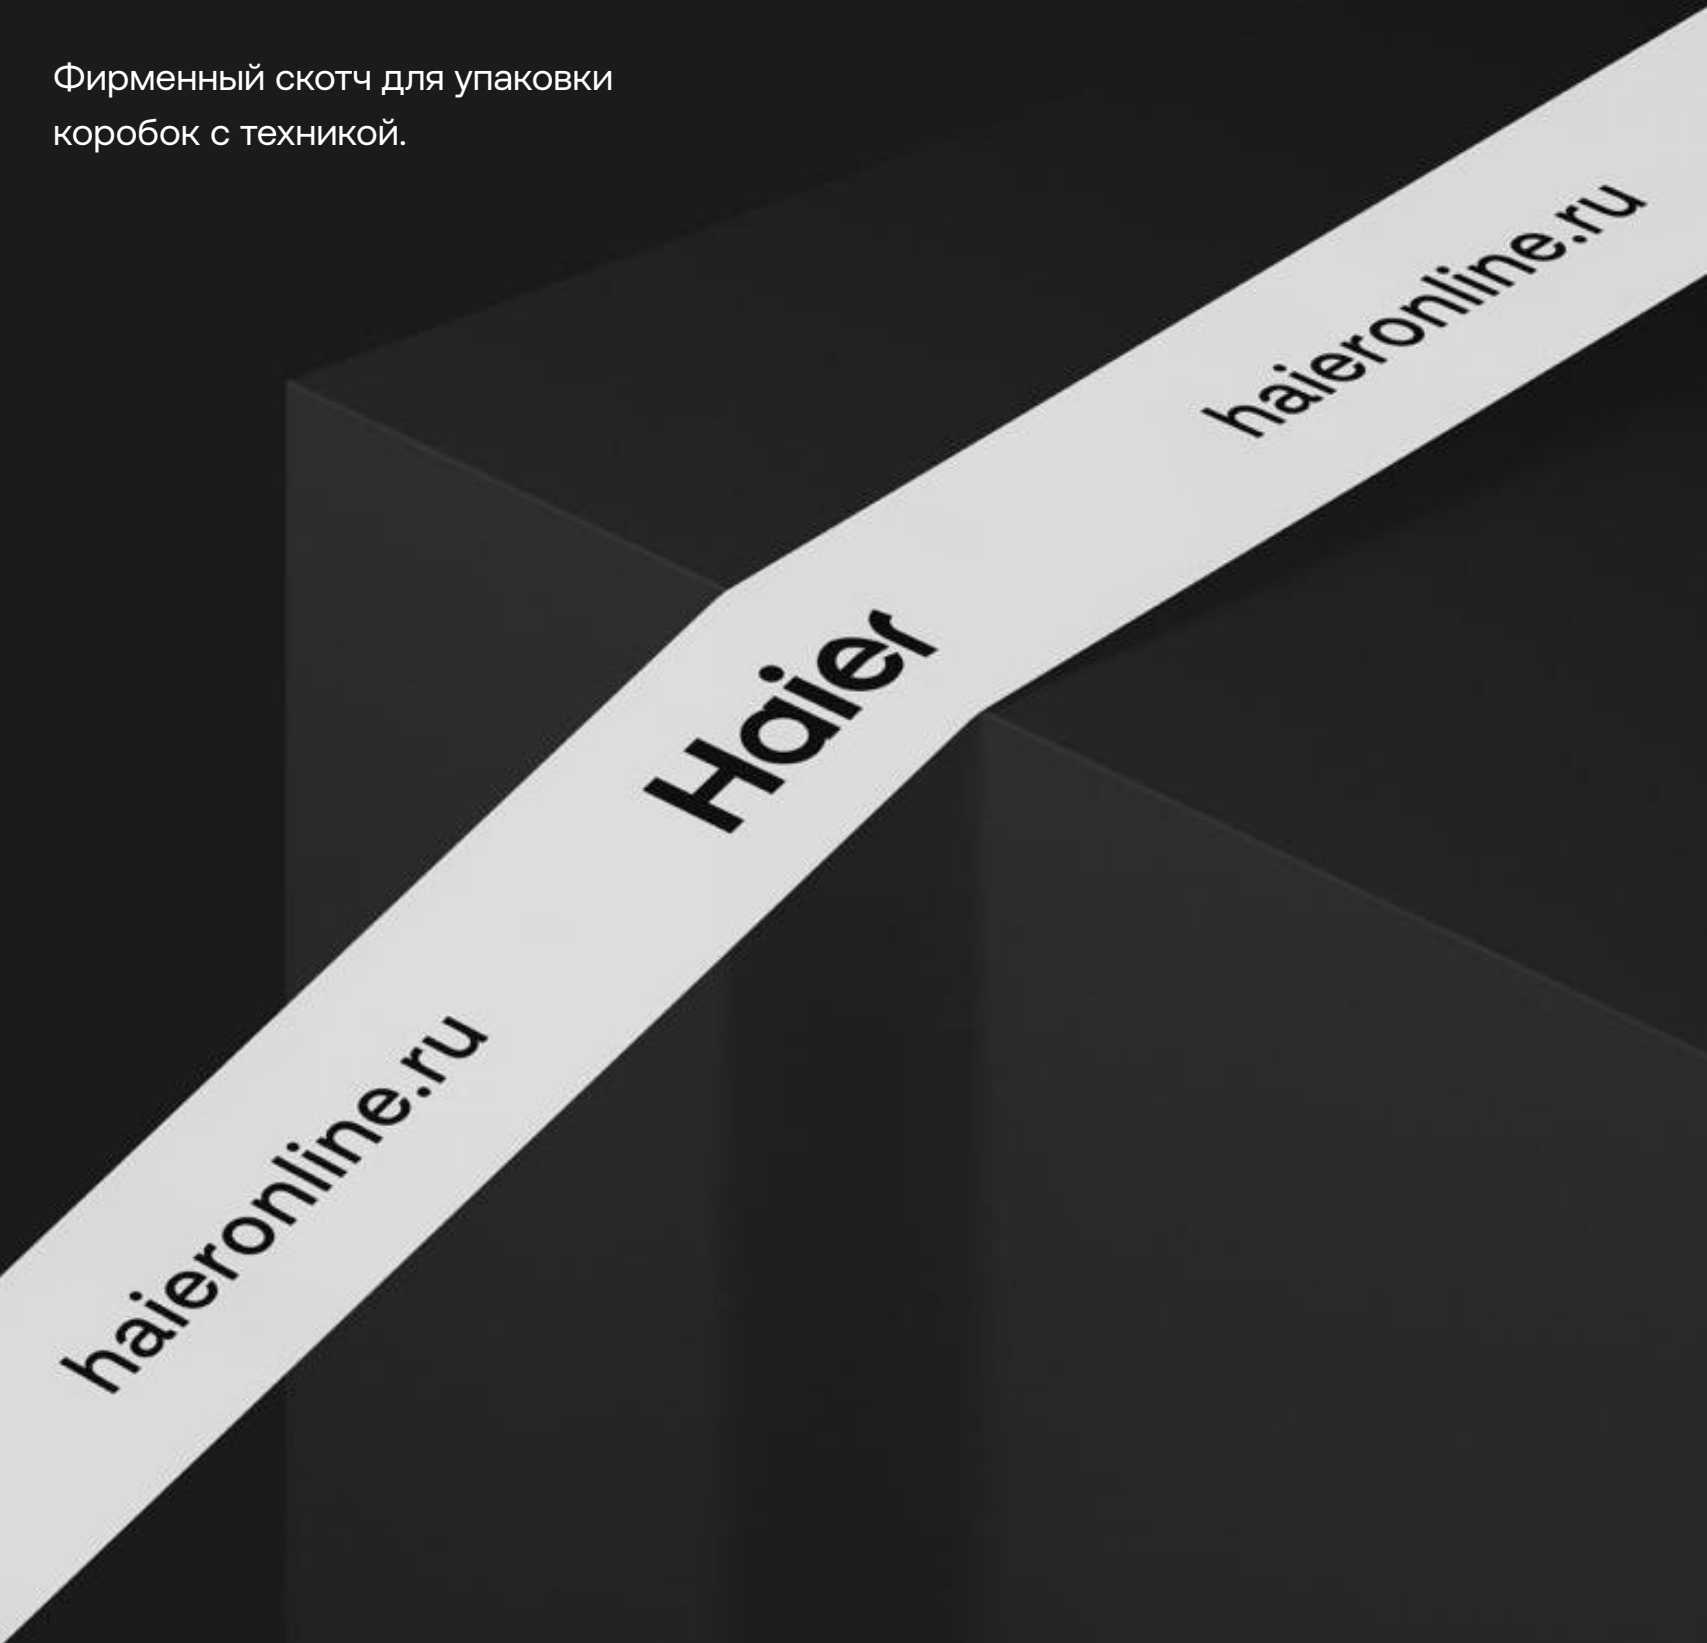 Фирменный скотч для упаковки
коробок с техникой.
haieronline.ru
Haier
haieronline.ru